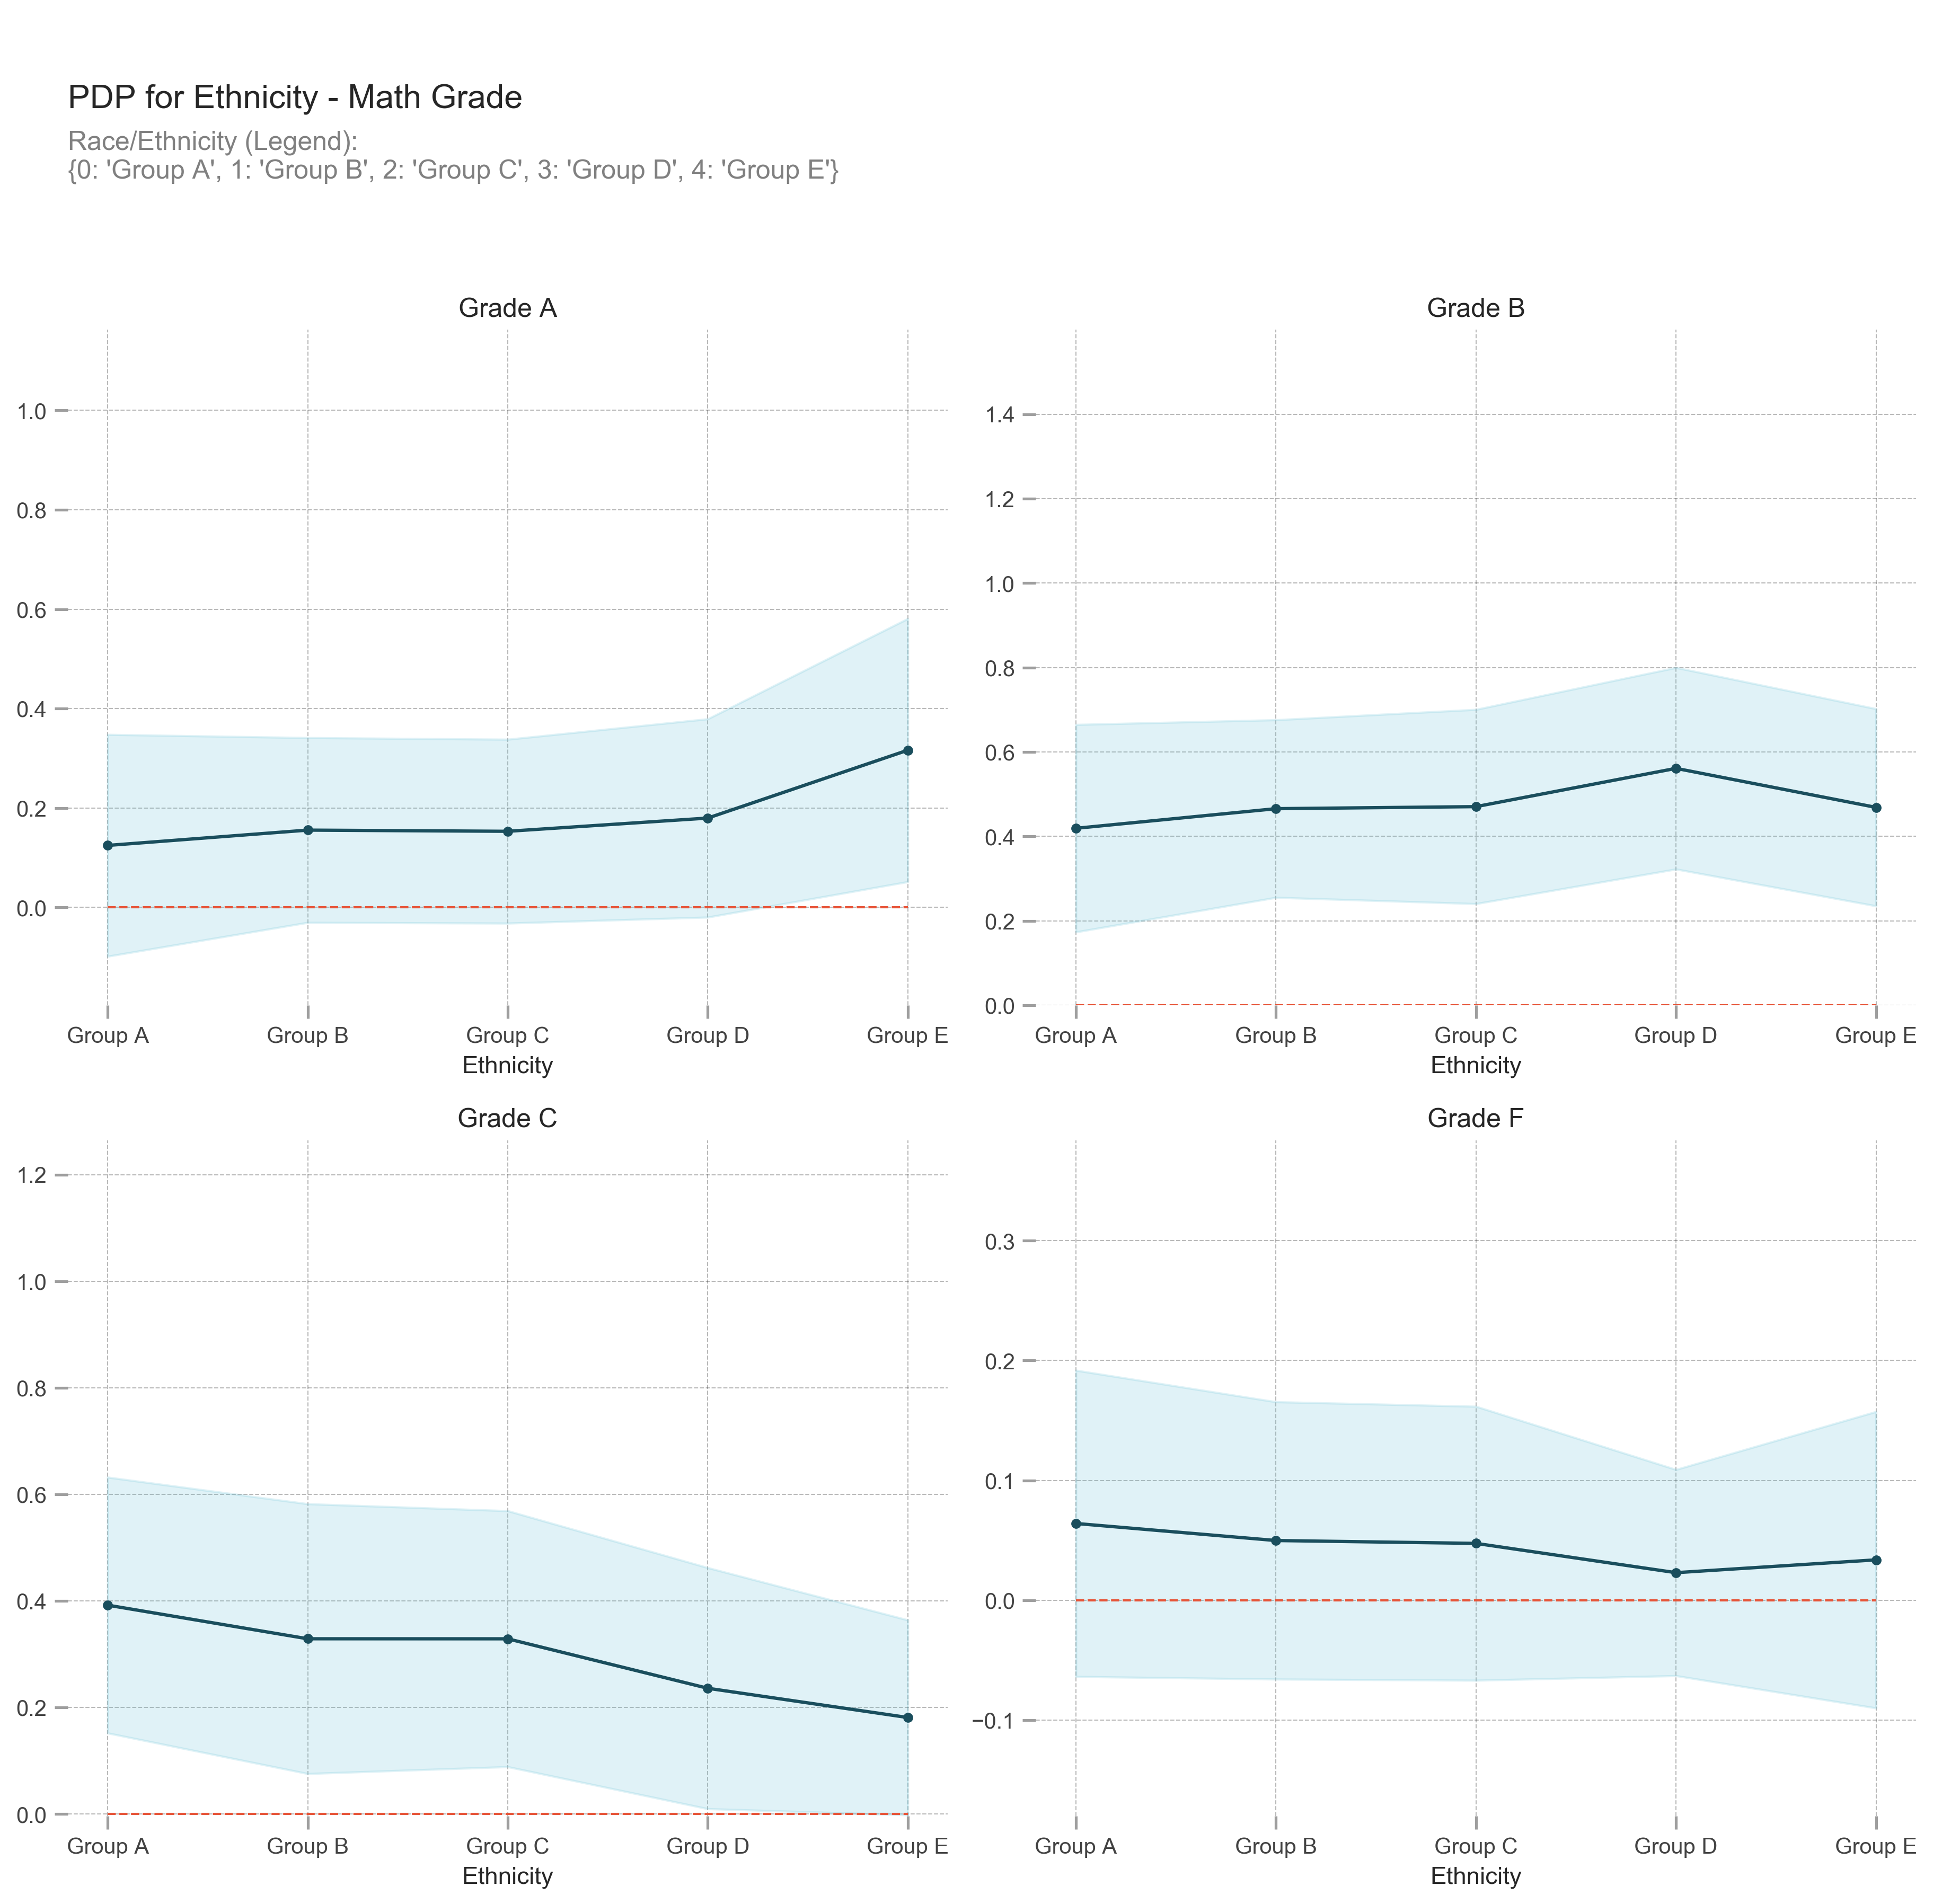 PDP for Ethnicity - Math Grade
Race/Ethnicity (Legend):
{0: 'Group A', 1: 'Group B', 2: 'Group C', 3: 'Group D', 4: 'Group E'}
Grade A
1.0
0.8
0.6
0.4
0.2
0.0
Group A Group B Group C Group D Group E
Ethnicity
Grade B
1.4
1.2
1.0
0.8
0.6
0.4
0.2
0.0
Group A Group B Group C Group D Group E
Ethnicity
Grade C
1.2
1.0
0.8
0.6
0.4
0.2
0.0
Group A Group B Group C Group D Group E
Ethnicity
Grade F
0.3
0.2
0.1
0.0
−0.1
Group A Group B Group C Group D Group E
Ethnicity